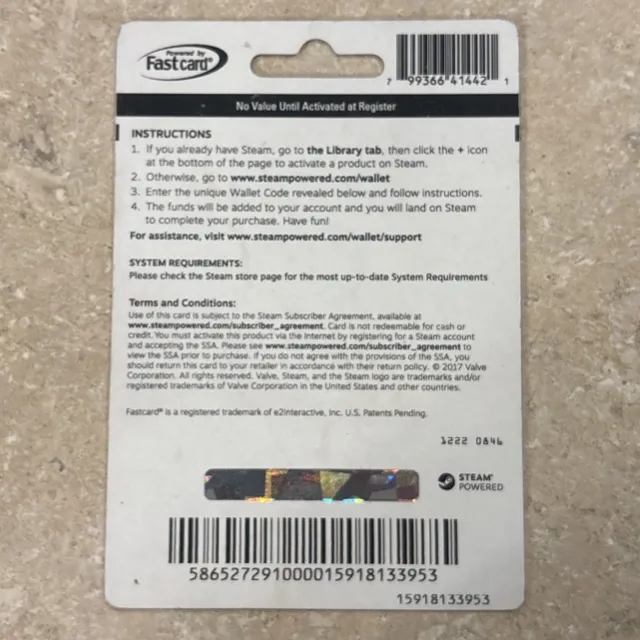 Powered by
Fastcard®
7 99366 41442 1
No Value Until Activated at Register
INSTRUCTIONS
1. If you already have Steam, go to the Library tab, then click the + icon
at the bottom of the page to activate a product on Steam.
2. Otherwise, go to www.steampowered.com/wallet
3. Enter the unique Wallet Code revealed below and follow instructions.
4. The funds will be added to your account and you will land on Steam
to complete your purchase. Have fun!
For assistance, visit www.steampowered.com/wallet/support
SYSTEM REQUIREMENTS:
Please check the Steam store page for the most up-to-date System Requirements
Terms and Conditions:
Use of this card is subject to the Steam Subscriber Agreement, available at
www.steampowered.com/subscriber_agreement. Card is not redeemable for cash or
credit. You must activate this product via the Internet by registering for a Steam account
and accepting the SSA. Please see www.steampowered.com/subscriber_agreement to
view the SSA prior to purchase. If you do not agree with the provisions of the SSA, you
should return this card to your retailer in accordance with their return policy. © 2017 Valve
Corporation. All rights reserved. Valve, Steam, and the Steam logo are trademarks and/or
registered trademarks of Valve Corporation in the United States and other countries.
Fastcard® is a registered trademark of e2interactive, Inc. U.S. Patents Pending.
1222 0846
STEAM®
POWERED
586527291000015918133953
15918133953